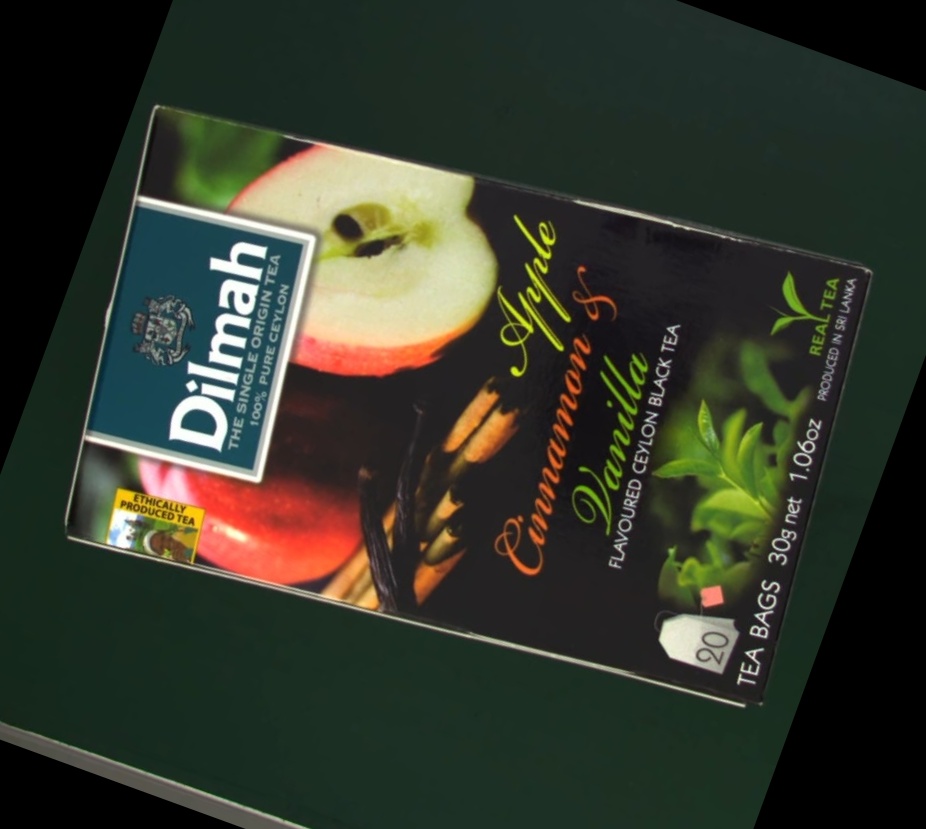 Dilmah
THE SINGLE ORIGIN TEA
100% PURE CEYLON
ETHICALLY
PRODUCED TEA
Apple
Cinnamon &
Vanilla
FLAVOURED CEYLON BLACK TEA
REAL TEA
PRODUCED IN SRI LANKA
20
TEA BAGS 30g net 1.06oz